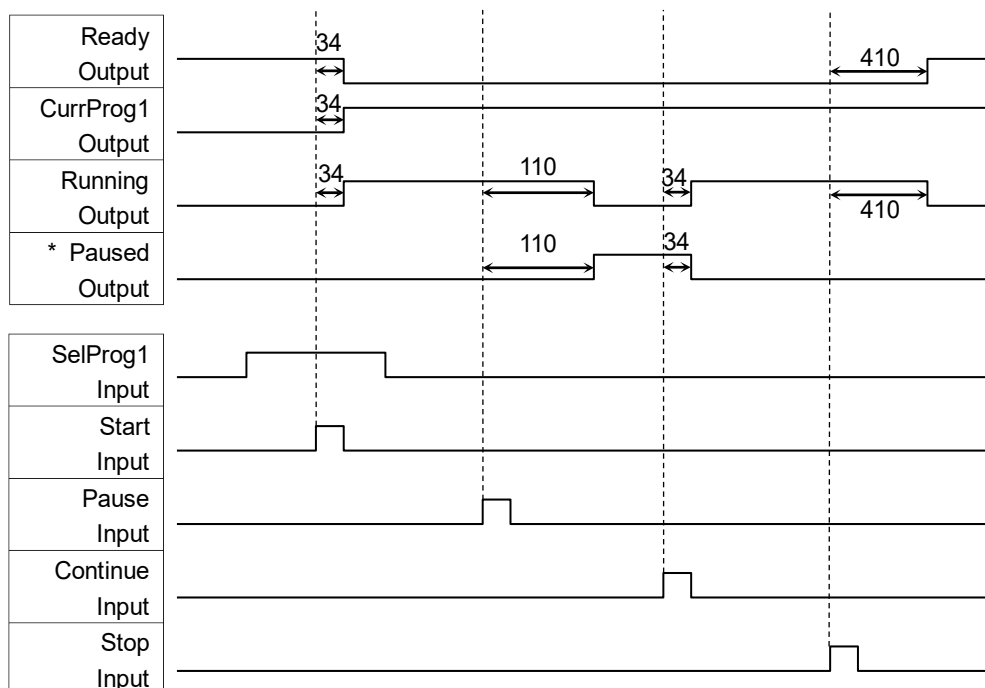 Ready
Output
34
410
CurrProg1
Output
34
Running
Output
34
110
34
410
* Paused
Output
110
34
SelProg1
Input
Start
Input
Pause
Input
Continue
Input
Stop
Input